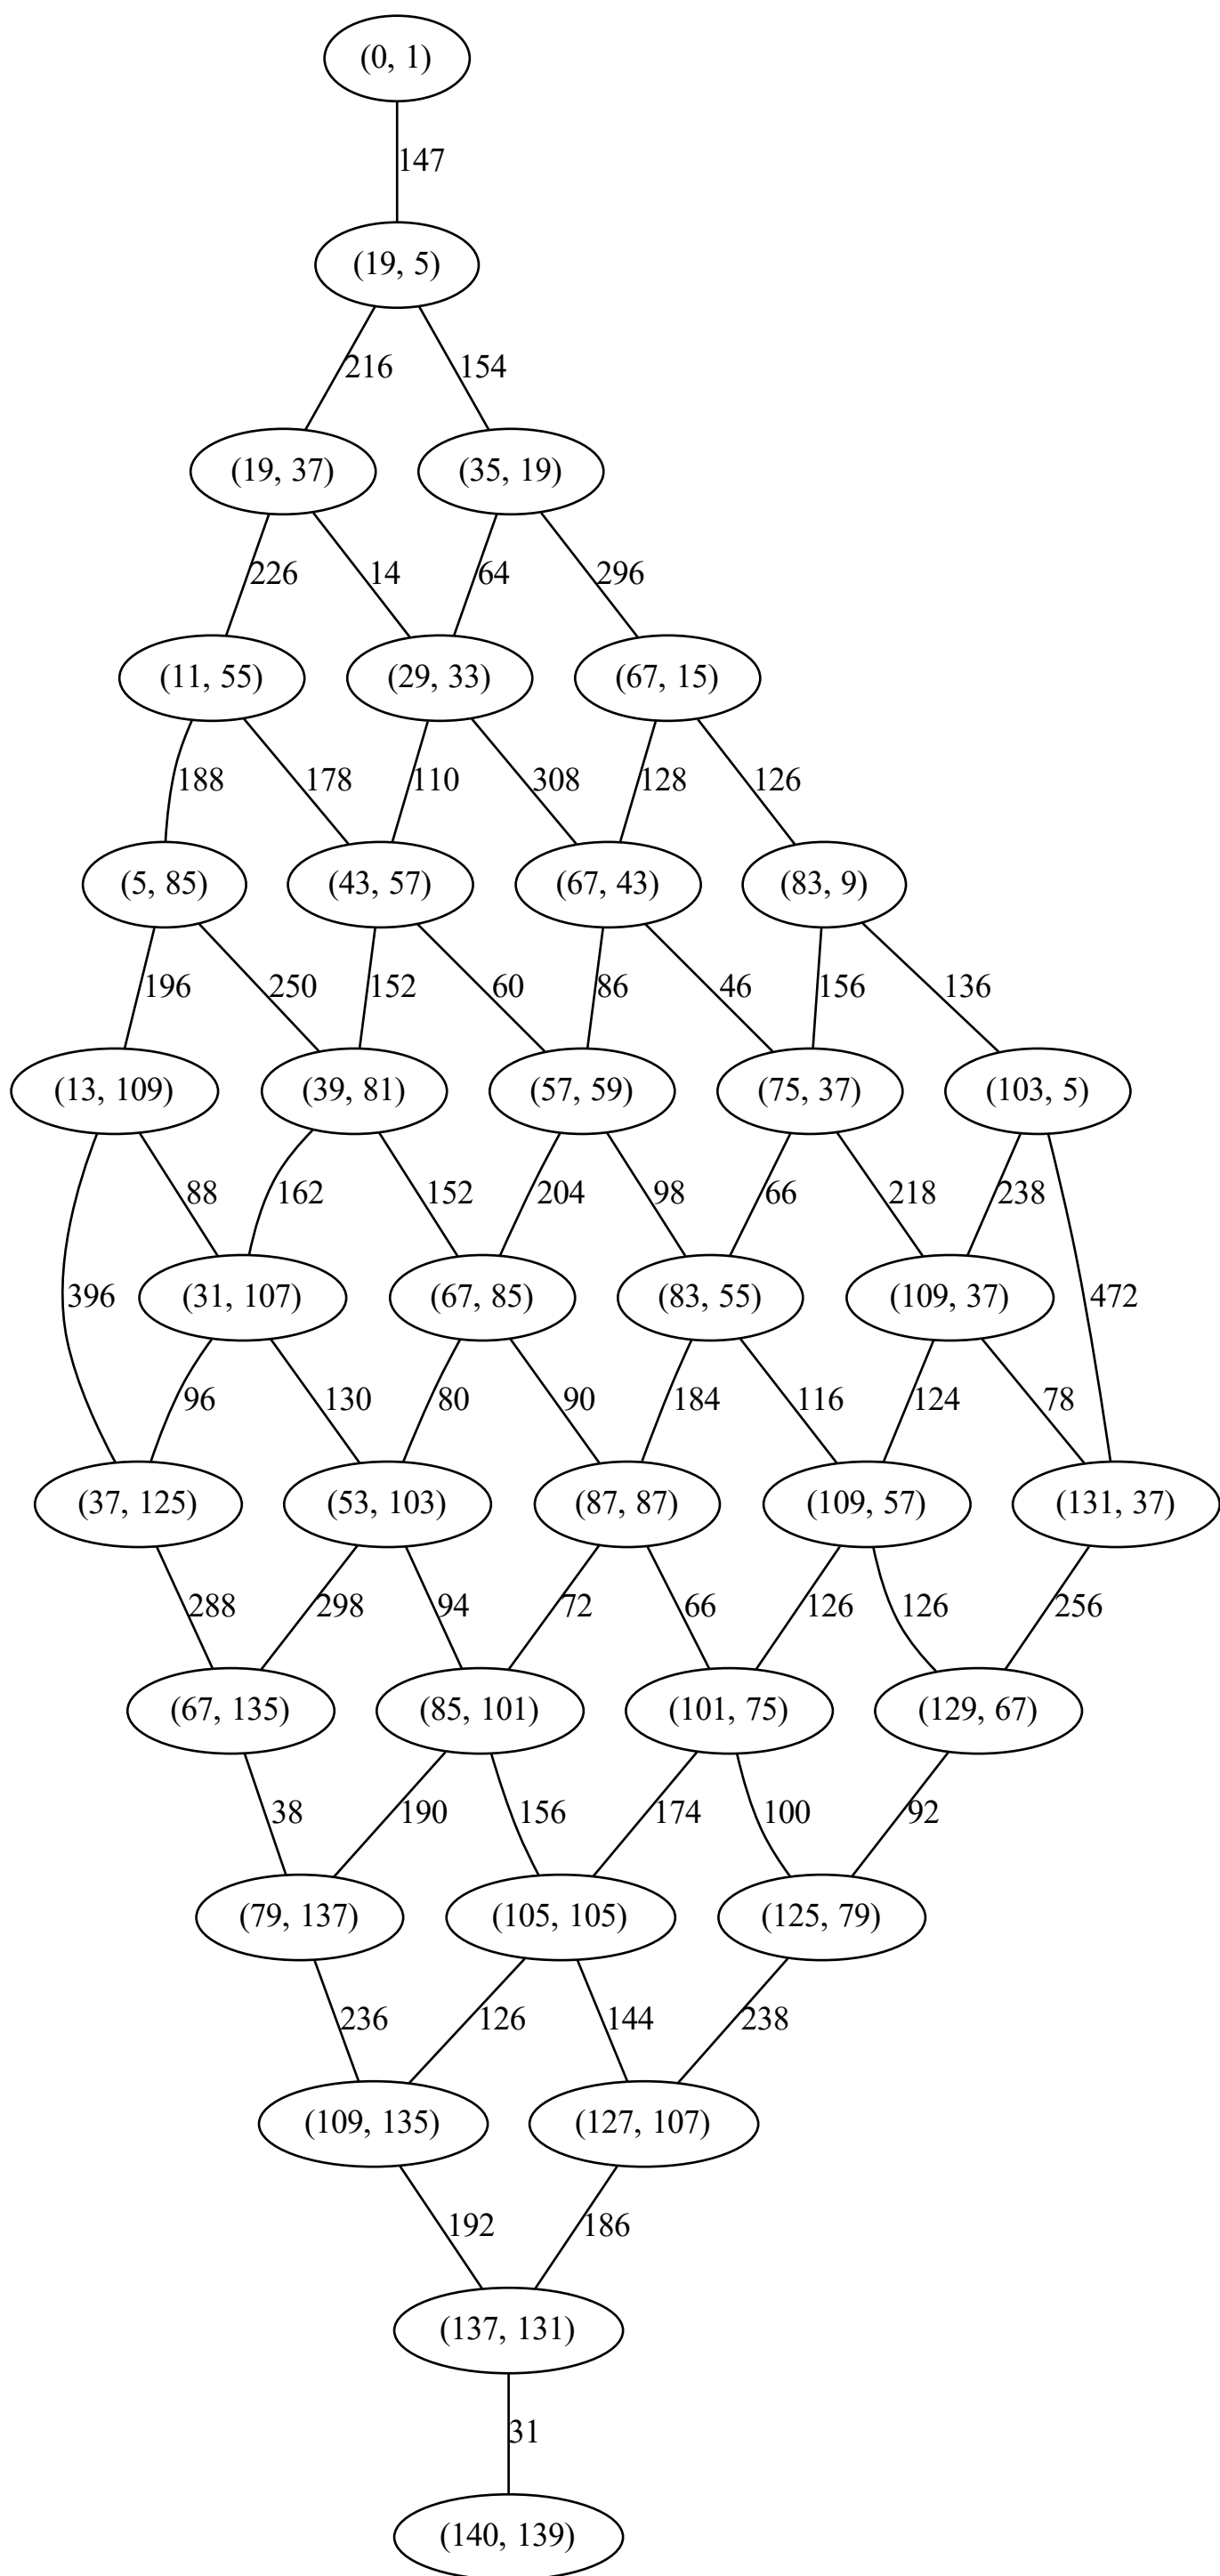 (0, 1)
147
(19, 5)
216 154
(19, 37) (35, 19)
226 14 64 296
(11, 55) (29, 33) (67, 15)
188 178 110 308 128 126
(5, 85) (43, 57) (67, 43) (83, 9)
196 250 152 60 86 46 156 136
(13, 109) (39, 81) (57, 59) (75, 37) (103, 5)
396 88 162 152 204 98 66 218 238 472
(31, 107) (67, 85) (83, 55) (109, 37)
96 130 80 90 184 116 124 78
(37, 125) (53, 103) (87, 87) (109, 57) (131, 37)
288 298 94 72 66 126 126 256
(67, 135) (85, 101) (101, 75) (129, 67)
38 190 156 174 100 92
(79, 137) (105, 105) (125, 79)
236 126 144 238
(109, 135) (127, 107)
192 186
(137, 131)
31
(140, 139)